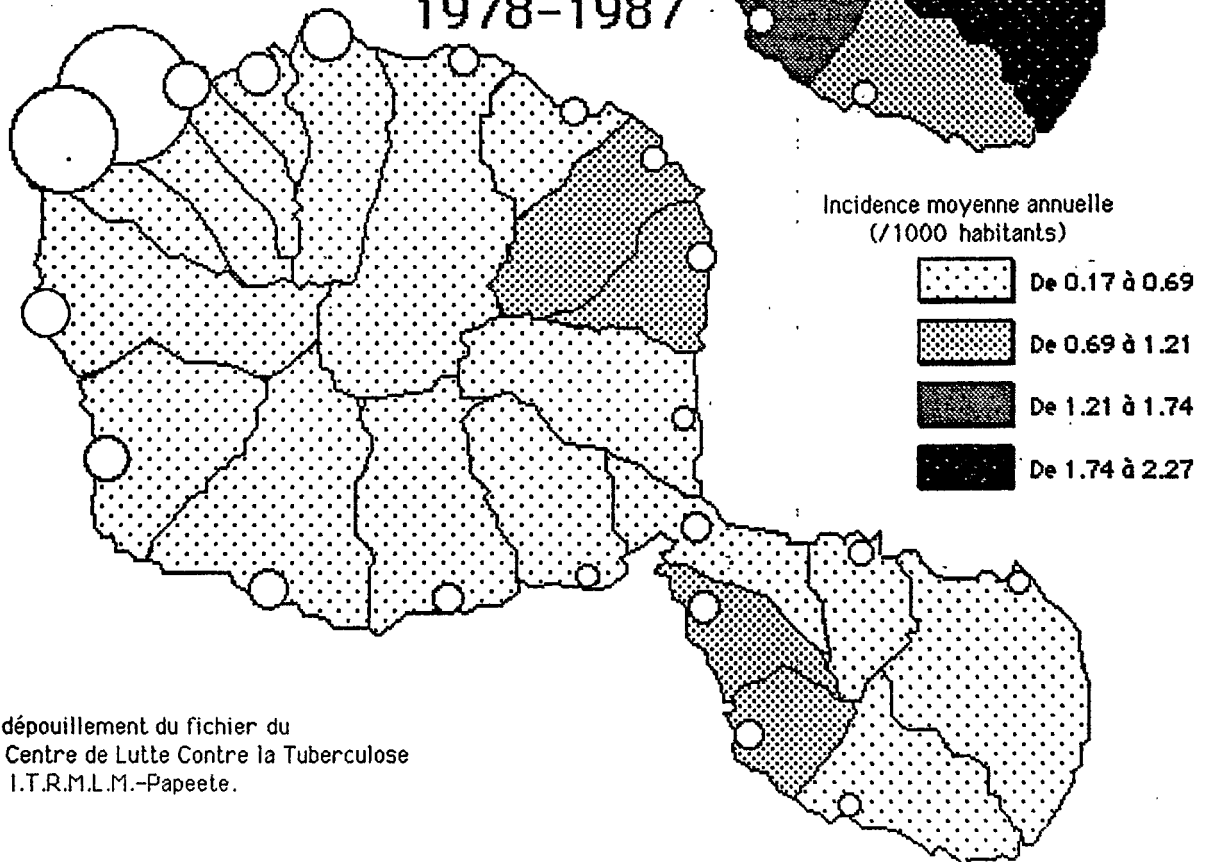 1978-1987
Incidence moyenne annuelle
(/1000 habitants)
De 0.17 à 0.69
De 0.69 à 1.21
De 1.21 à 1.74
De 1.74 à 2.27
dépouillement du fichier du
Centre de Lutte Contre la Tuberculose
I.T.R.M.L.M.-Papeete.